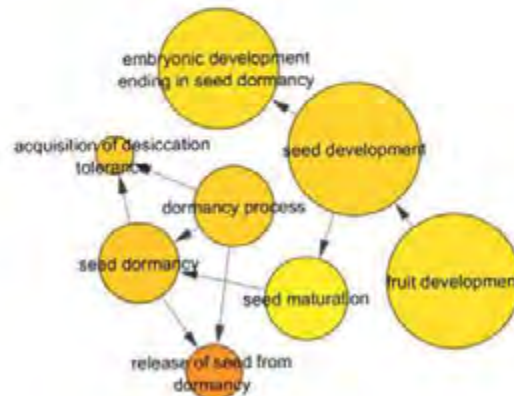 embryonic development
ending in seed dormancy
acquisition of desiccation
tolerance
seed development
dormancy process
seed dormancy
seed maturation
fruit development
release of seed from
dormancy